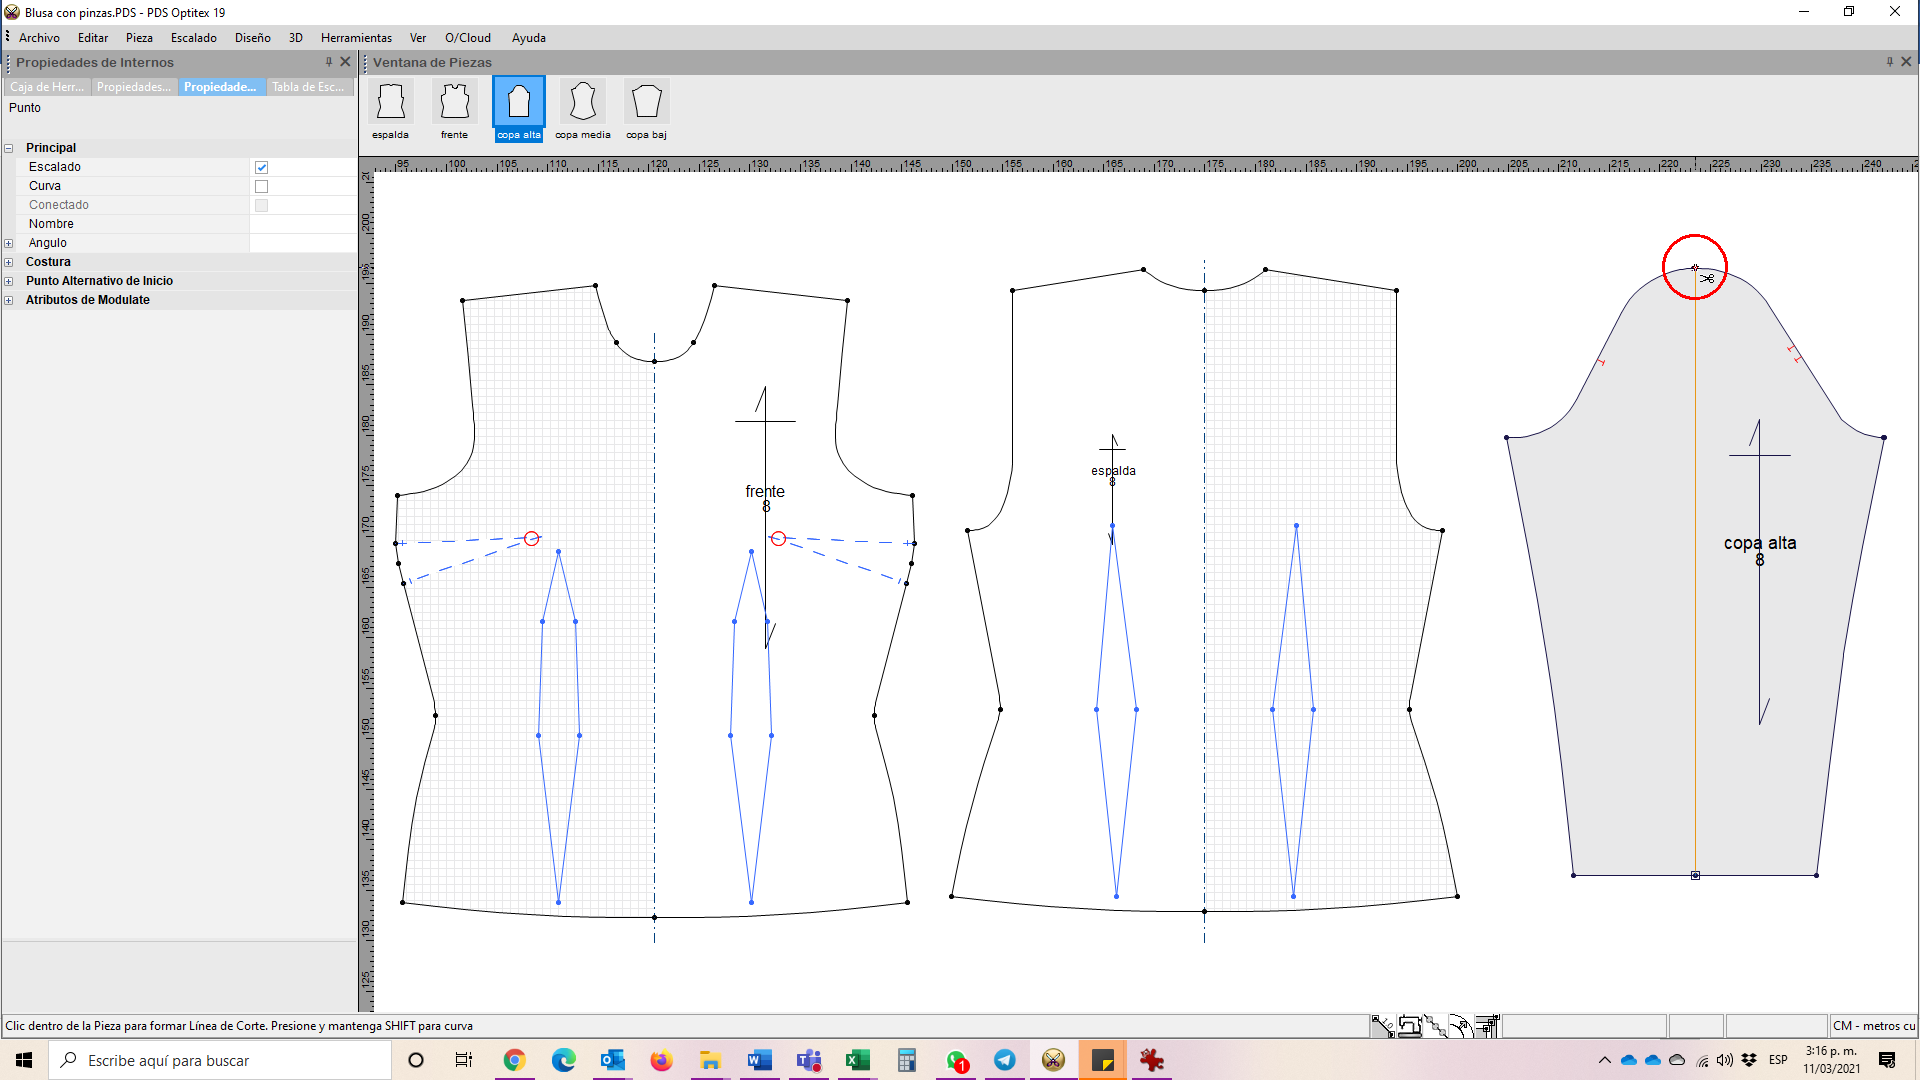 Blusa con pinzas.PDS - PDS Optitex 19
Archivo Editar Pieza Escalado Diseño 3D Herramientas Ver O/Cloud Ayuda
Propiedades de Internos
Ventana de Piezas
Caja de Herr... Propiedades... Propiedade... Tabla de Esc...
Punto
Principal
Escalado
Curva
Conectado
Nombre
Angulo
Costura
Punto Alternativo de Inicio
Atributos de Modulate
espalda frente copa alta copa media copa baj
95 100 105 110 115 120 125 130 135 140 145 150 155 160 165 170 175 180 185 190 195 200 205 210 215 220 225 230 235 240
200
195
190
185
180
175
170
165
160
155
150
145
140
135
130
125
frente
8
espalda
8
copa alta
8
Clic dentro de la Pieza para formar Línea de Corte. Presione y mantenga SHIFT para curva
CM - metros cu
Escribe aquí para buscar
1
ESP
3:16 p. m.
11/03/2021